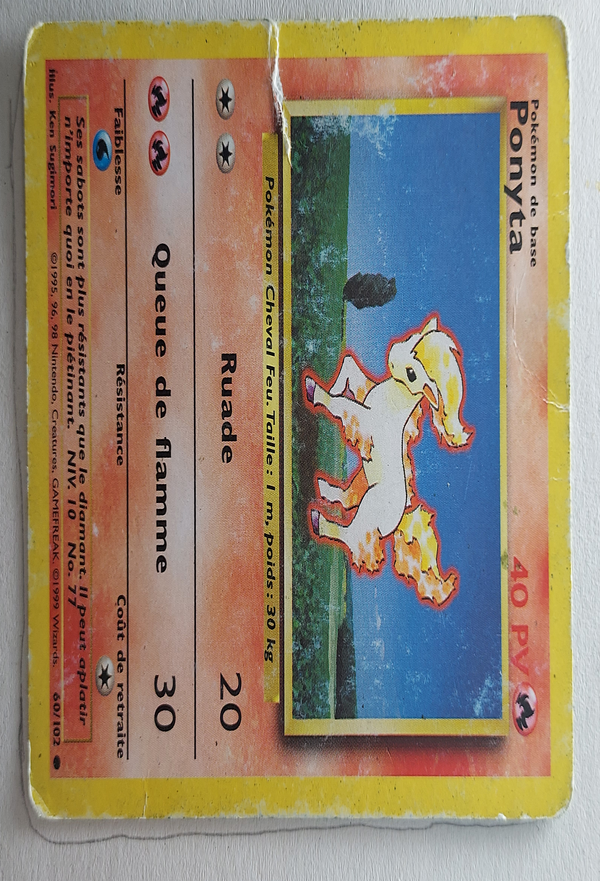 Pokémon de base
Ponyta 40 PV
Pokémon Cheval Feu. Taille : 1 m, poids : 30 kg
Ruade 20
Queue de flamme 30
Faiblesse Résistance Coût de retraite
Ses sabots sont plus résistants que le diamant. Il peut aplatir
n'importe quoi en le piétinant. NIV. 10 No. 77
Illus. Ken Sugimori ©1995, 96, 98 Nintendo, Creatures, GAMEFREAK. ©1999 Wizards. 60/102